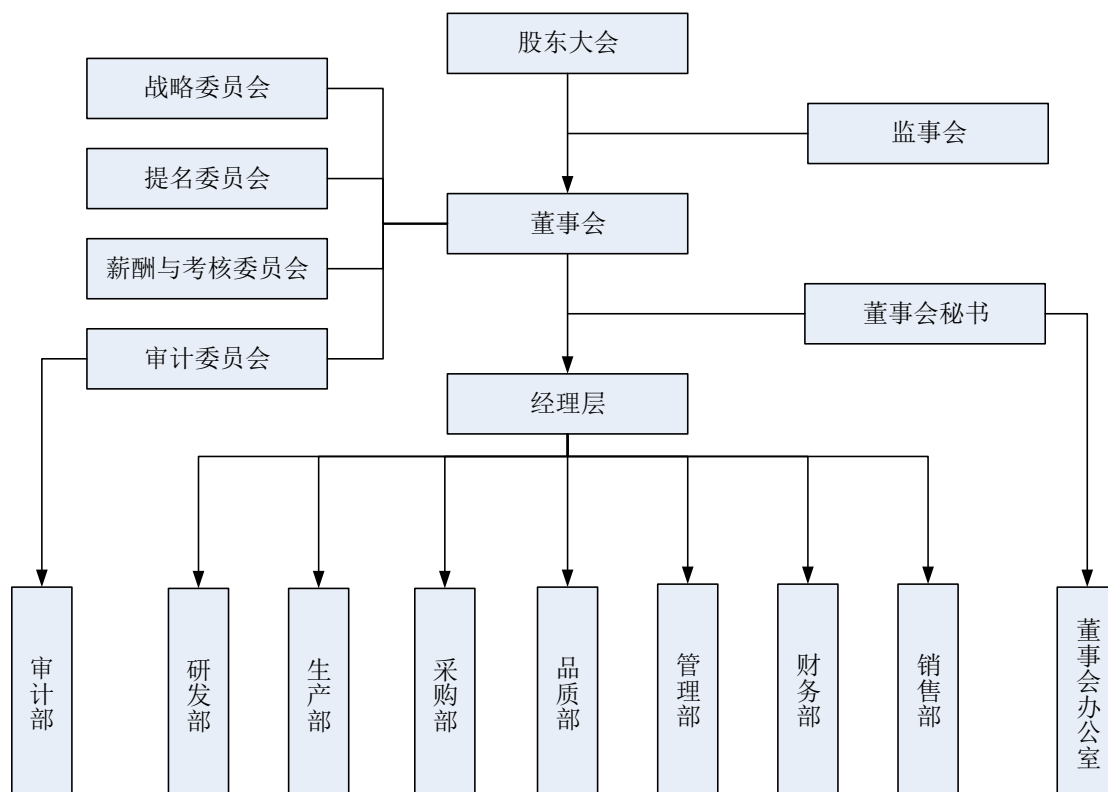 股东大会
战略委员会
监事会
提名委员会
董事会
薪酬与考核委员会
董事会秘书
审计委员会
经理层
审计部
研发部
生产部
采购部
品质部
管理部
财务部
销售部
董事会办公室